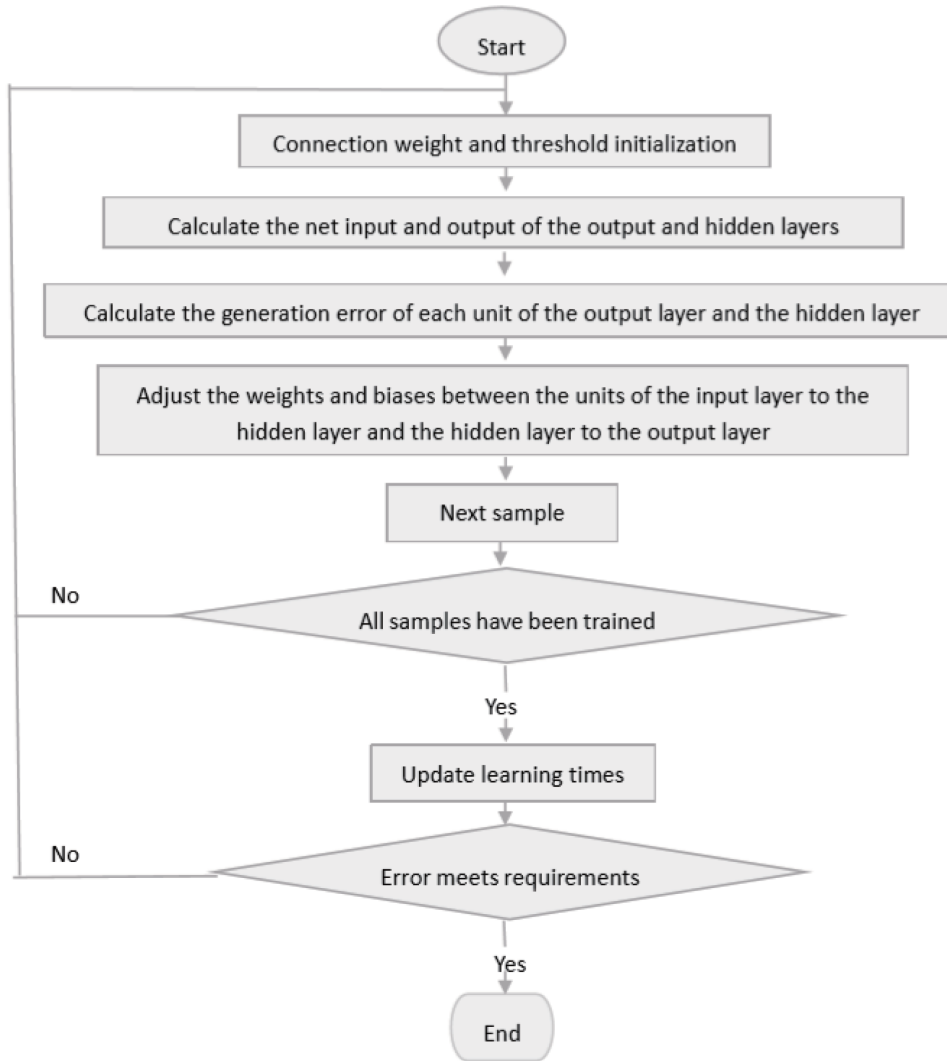 Start
Connection weight and threshold initialization
Calculate the net input and output of the output and hidden layers
Calculate the generation error of each unit of the output layer and the hidden layer
Adjust the weights and biases between the units of the input layer to the
hidden layer and the hidden layer to the output layer
Next sample
No
All samples have been trained
Yes
Update learning times
No
Error meets requirements
Yes
End